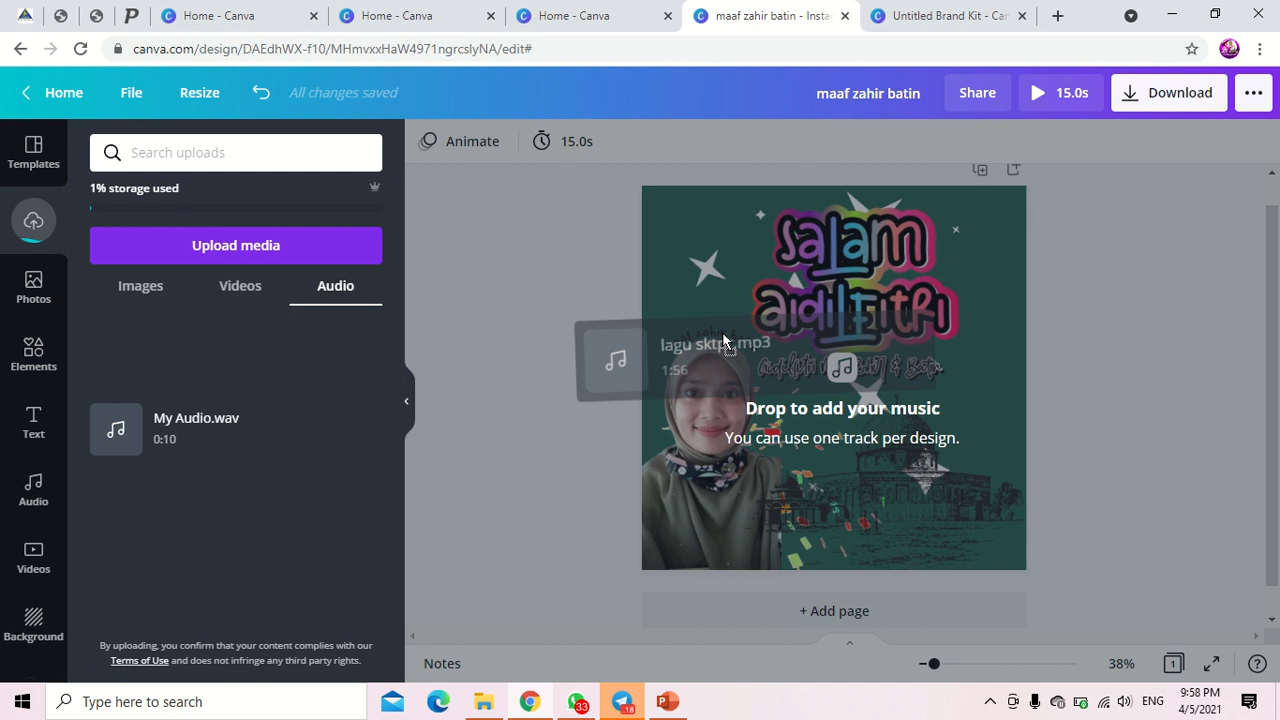 Home - Canva
Home - Canva
Home - Canva
maaf zahir batin - Insta
Untitled Brand Kit - Can
canva.com/design/DAEdhWX-f10/MHmvxxHaW4971ngrcslyNA/edit#
Home
File
Resize
All changes saved
maaf zahir batin
Share
15.0s
Download
Templates
Search uploads
Animate
15.0s
1% storage used
Upload media
Images
Videos
Audio
Photos
Elements
Text
Audio
Videos
Background
My Audio.wav
0:10
By uploading, you confirm that your content complies with our
Terms of Use and does not infringe any third party rights.
salam
aidilfitri
1:56
Drop to add your music
You can use one track per design.
+ Add page
Notes
38%
1
Type here to search
33
18
ENG
9:58 PM
4/5/2021